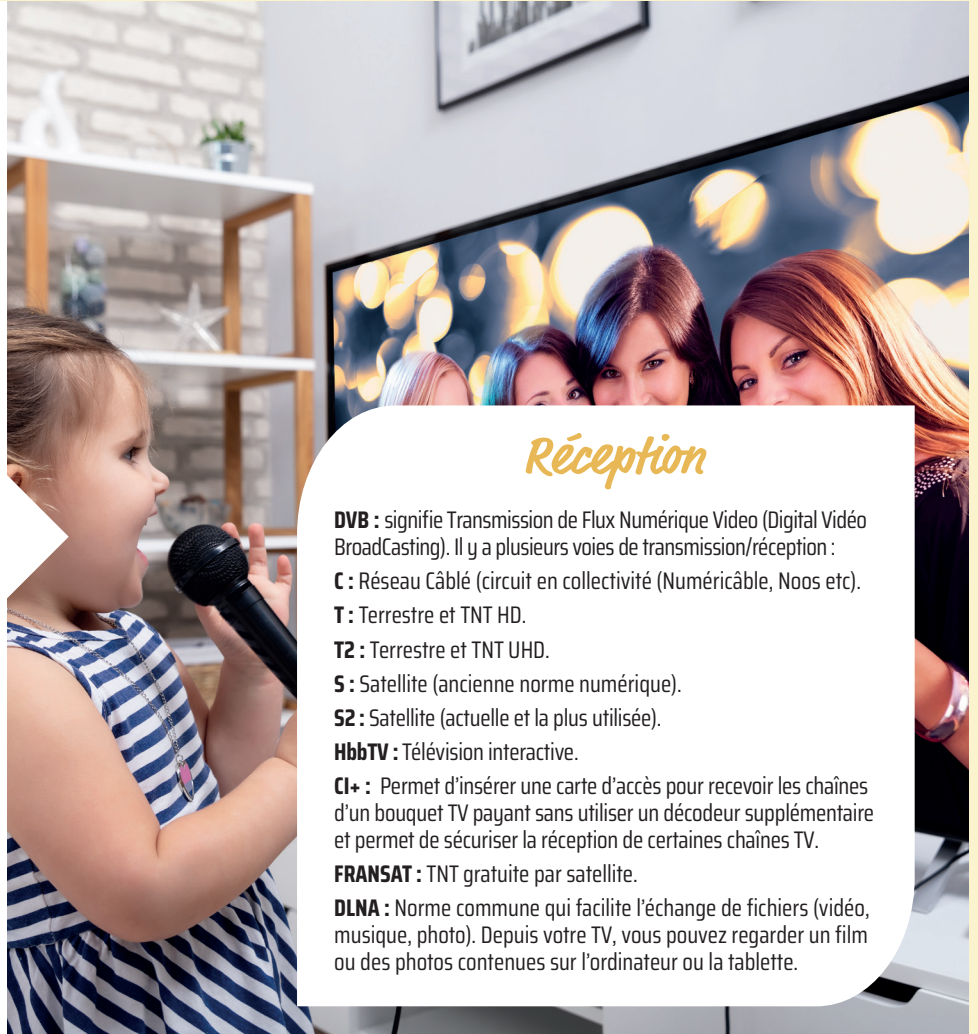 Réception
DVB : signifie Transmission de Flux Numérique Video (Digital Vidéo
BroadCasting). Il y a plusieurs voies de transmission/réception :
C : Réseau Câblé (circuit en collectivité (Numéricâble, Noos etc).
T : Terrestre et TNT HD.
T2 : Terrestre et TNT UHD.
S : Satellite (ancienne norme numérique).
S2 : Satellite (actuelle et la plus utilisée).
HbbTV : Télévision interactive.
CI+ : Permet d'insérer une carte d'accès pour recevoir les chaînes
d'un bouquet TV payant sans utiliser un décodeur supplémentaire
et permet de sécuriser la réception de certaines chaînes TV.
FRANSAT : TNT gratuite par satellite.
DLNA : Norme commune qui facilite l'échange de fichiers (vidéo,
musique, photo). Depuis votre TV, vous pouvez regarder un film
ou des photos contenues sur l'ordinateur ou la tablette.